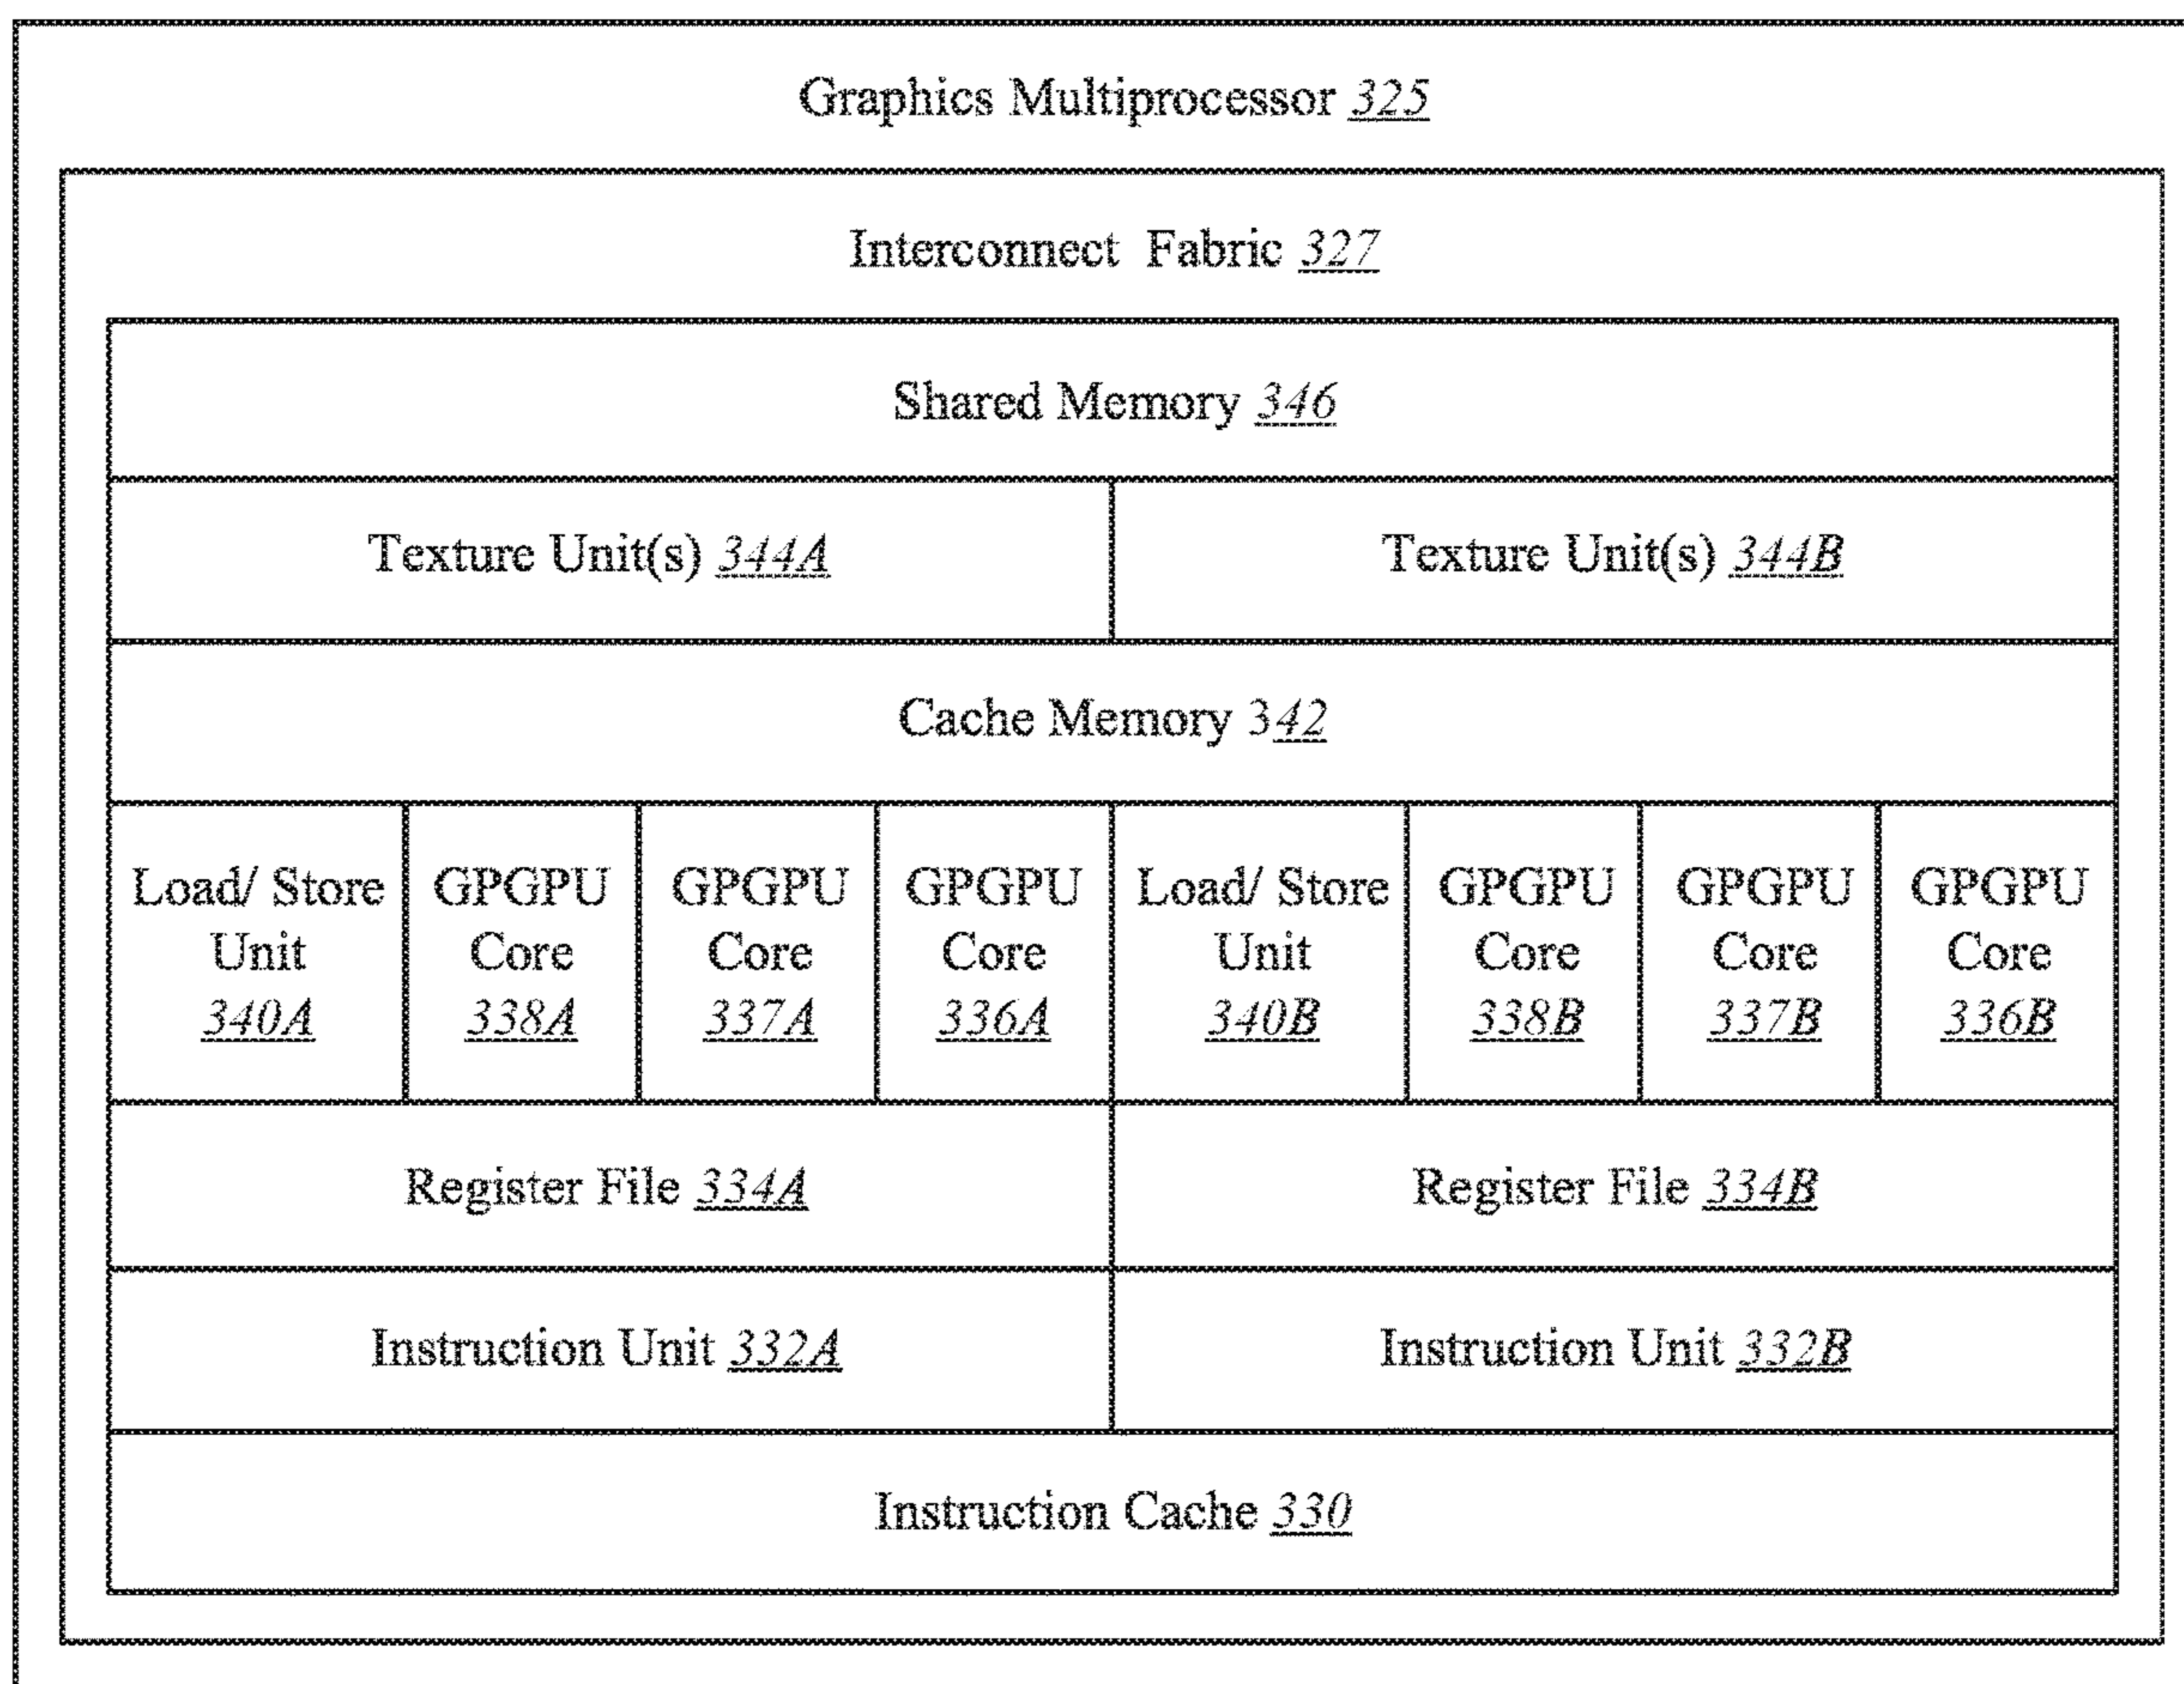 Graphics Multiprocessor 325
Interconnect Fabric 327
Shared Memory 346
Texture Unit(s) 344A
Texture Unit(s) 344B
Cache Memory 342
Load/ Store
Unit
340A
GPGPU
Core
338A
GPGPU
Core
337A
GPGPU
Core
336A
Load/ Store
Unit
340B
GPGPU
Core
338B
GPGPU
Core
337B
GPGPU
Core
336B
Register File 334A
Register File 334B
Instruction Unit 332A
Instruction Unit 332B
Instruction Cache 330